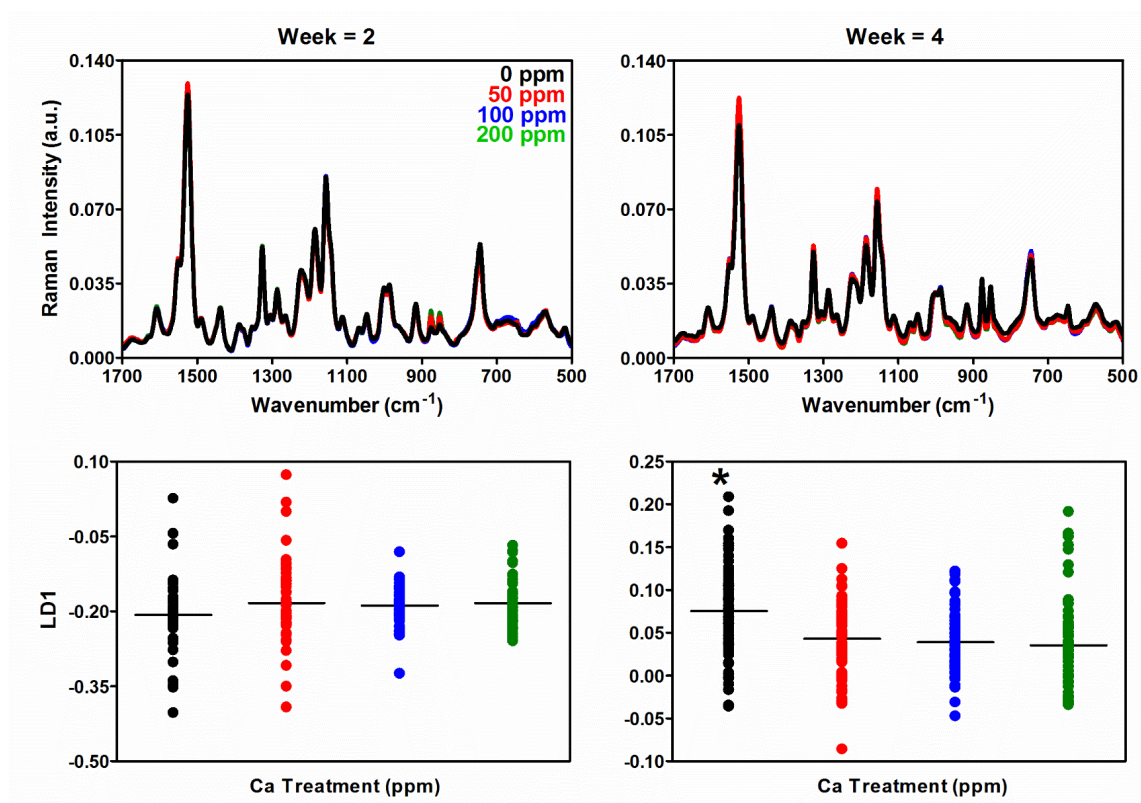 Week = 2
0.140
0.105
0.070
0.035
0.000
Raman Intensity (a.u.)
0 ppm
50 ppm
100 ppm
200 ppm
1700 1500 1300 1100 900 700 500
Wavenumber (cm⁻¹)
Week = 4
0.140
0.105
0.070
0.035
0.000
1700 1500 1300 1100 900 700 500
Wavenumber (cm⁻¹)
0.10
-0.05
-0.20
-0.35
-0.50
LD1
Ca Treatment (ppm)
0.25
0.20
0.15
0.10
0.05
0.00
-0.05
-0.10
*
Ca Treatment (ppm)